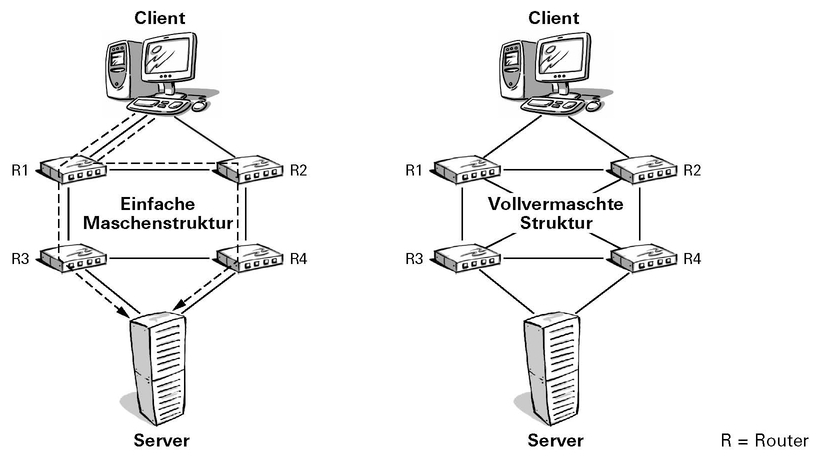 Client
Client
R1
R2
R1
R2
Einfache
Maschenstruktur
Vollvermaschte
Struktur
R3
R4
R3
R4
Server
Server
R = Router